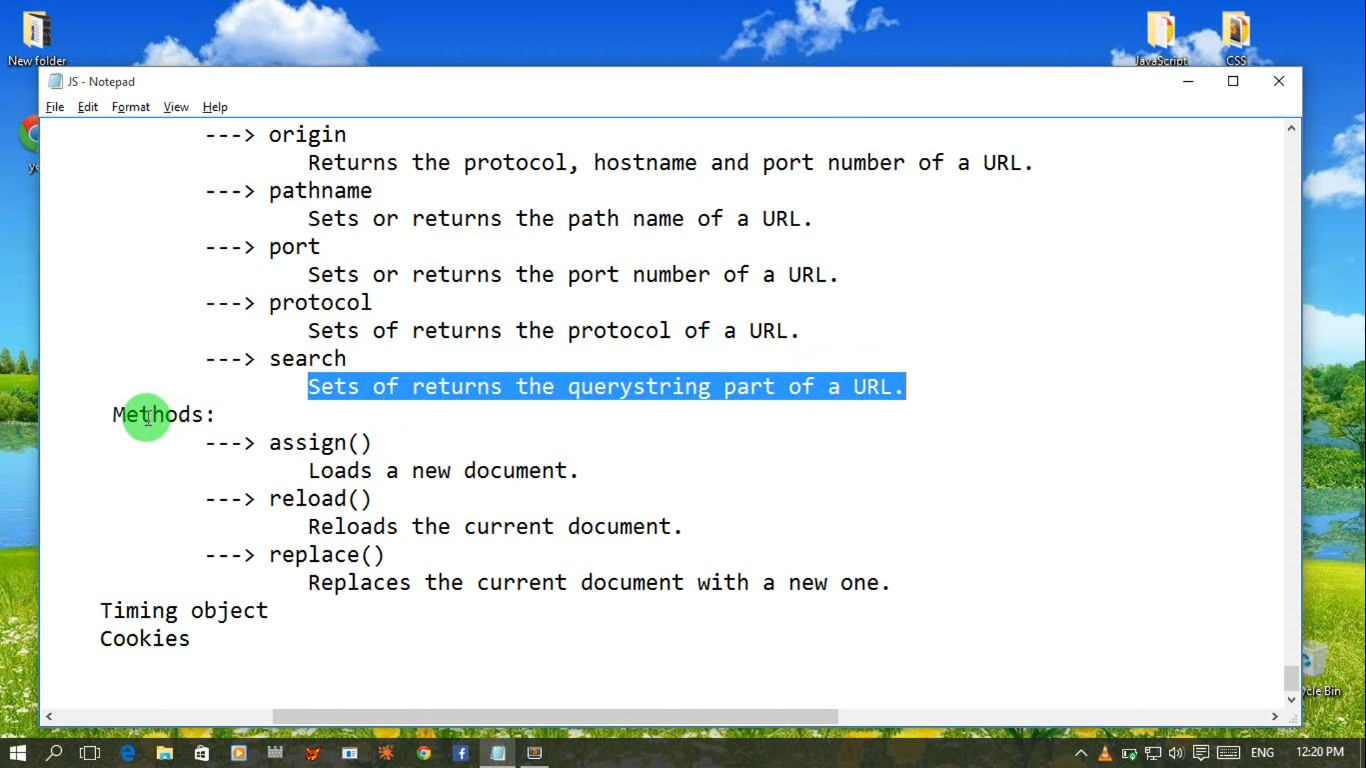 New folder
JavaScript
CSS
JS - Notepad
File Edit Format View Help
---> origin
Returns the protocol, hostname and port number of a URL.
---> pathname
Sets or returns the path name of a URL.
---> port
Sets or returns the port number of a URL.
---> protocol
Sets of returns the protocol of a URL.
---> search
Sets of returns the querystring part of a URL.
Methods:
---> assign()
Loads a new document.
---> reload()
Reloads the current document.
---> replace()
Replaces the current document with a new one.
Timing object
Cookies
cle Bin
ENG
12:20 PM